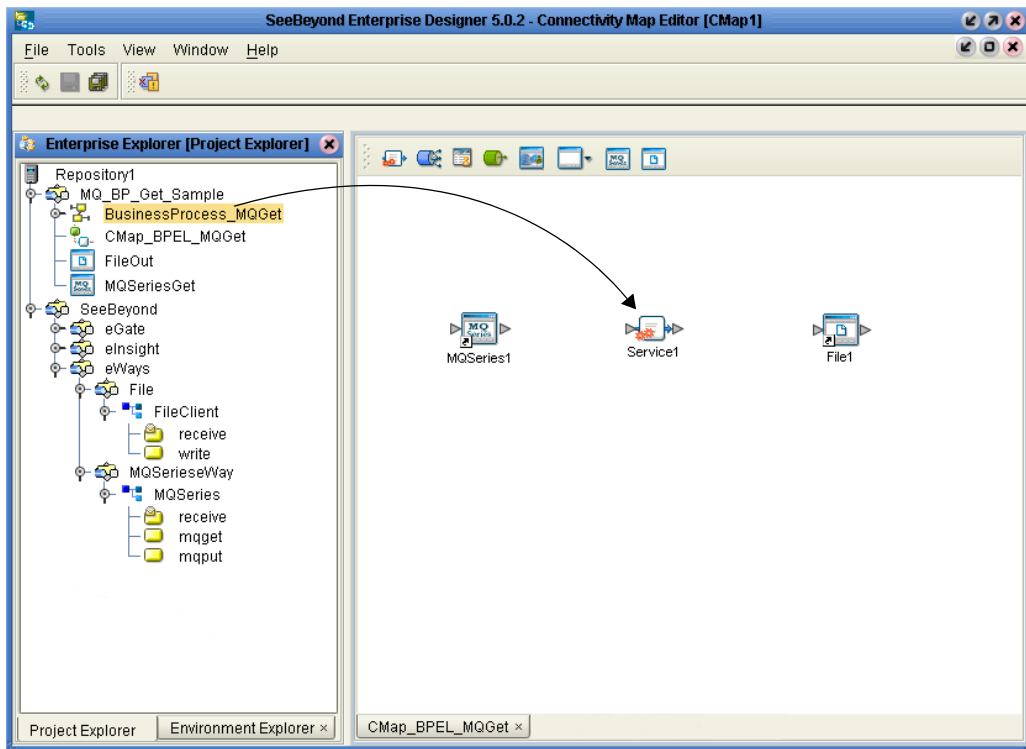 SeeBeyond Enterprise Designer 5.0.2 - Connectivity Map Editor [CMap1]
File Tools View Window Help
Enterprise Explorer [Project Explorer]
Repository1
MQ_BP_Get_Sample
BusinessProcess_MQGet
CMap_BPEL_MQGet
FileOut
MQSeriesGet
SeeBeyond
eGate
eInsight
eWays
File
FileClient
receive
write
MQSerieseWay
MQSeries
receive
mqget
mqput
Project Explorer
Environment Explorer
MQ
Series
MQSeries1
Service1
File1
CMap_BPEL_MQGet